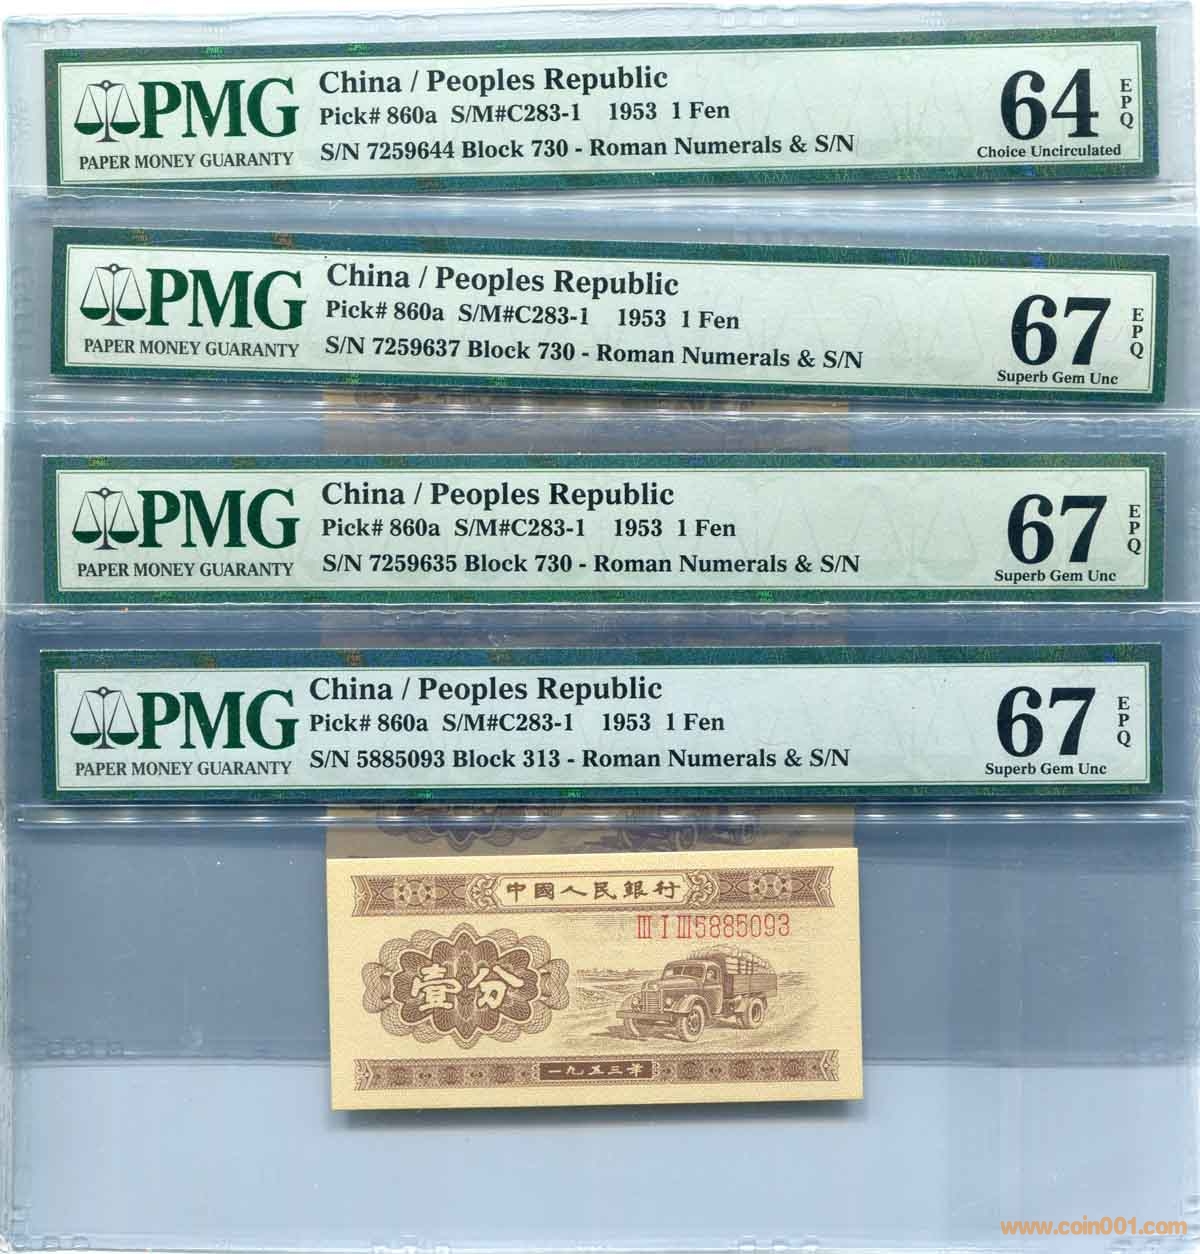 PMG
PAPER MONEY GUARANTY
China / Peoples Republic
Pick# 860a S/M#C283-1 1953 1 Fen
S/N 7259644 Block 730 - Roman Numerals & S/N
64
EPQ
Choice Uncirculated
PMG
PAPER MONEY GUARANTY
China / Peoples Republic
Pick# 860a S/M#C283-1 1953 1 Fen
S/N 7259637 Block 730 - Roman Numerals & S/N
67
EPQ
Superb Gem Unc
PMG
PAPER MONEY GUARANTY
China / Peoples Republic
Pick# 860a S/M#C283-1 1953 1 Fen
S/N 7259635 Block 730 - Roman Numerals & S/N
67
EPQ
Superb Gem Unc
PMG
PAPER MONEY GUARANTY
China / Peoples Republic
Pick# 860a S/M#C283-1 1953 1 Fen
S/N 5885093 Block 313 - Roman Numerals & S/N
67
EPQ
Superb Gem Unc
中國人民銀行
III I III 5885093
壹分
一九五三年
www.coin001.com